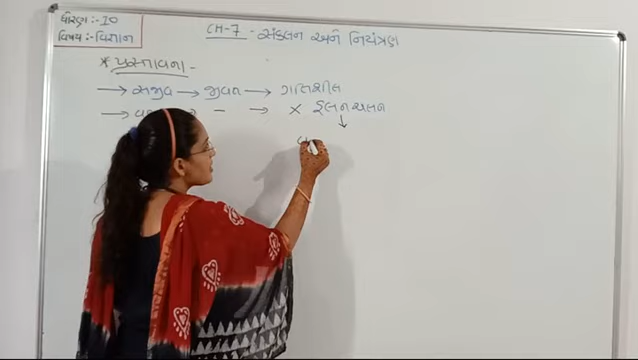 ધોરણ:- 10
વિષય:- વિજ્ઞાન
CH-7 - સંકલન અને નિયંત્રણ
* પ્રસ્તાવના -
→ સજીવ → જીવન → ગતિશીલ
→ → - → × હલનચલન
↓